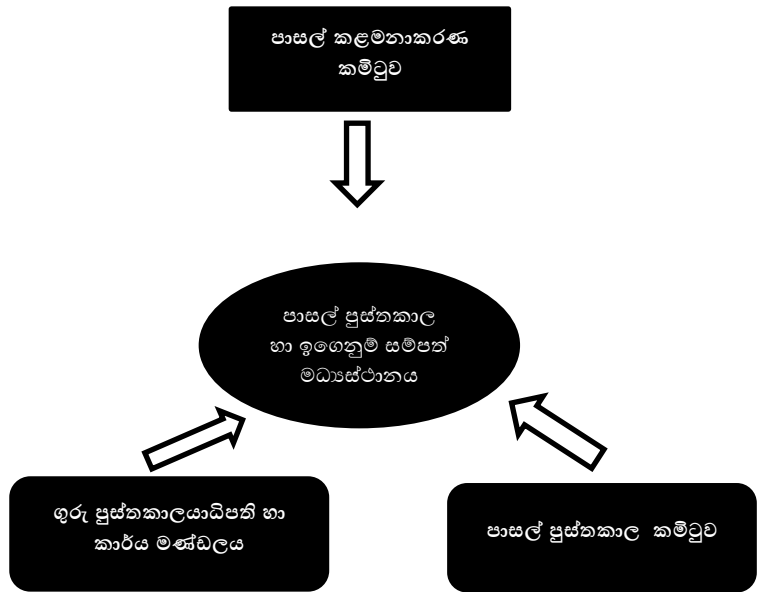 පාසල් කළමනාකරණ
කමිටුව
පාසල් පුස්තකාල
හා ඉගෙනුම් සම්පත්
මධ්‍යස්ථානය
ගුරු පුස්තකාලයාධිපති හා
කාර්ය මණ්ඩලය
පාසල් පුස්තකාල කමිටුව